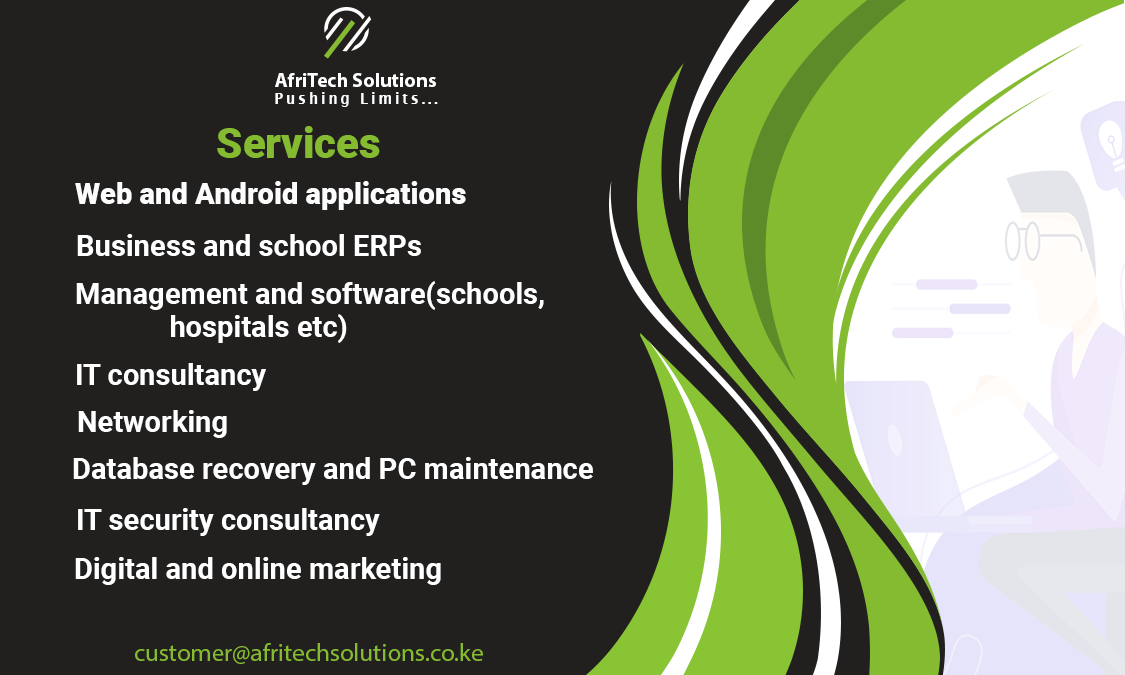 AfriTech Solutions
Pushing Limits...
Services
Web and Android applications
Business and school ERPs
Management and software(schools,
hospitals etc)
IT consultancy
Networking
Database recovery and PC maintenance
IT security consultancy
Digital and online marketing
customer@afritechsolutions.co.ke